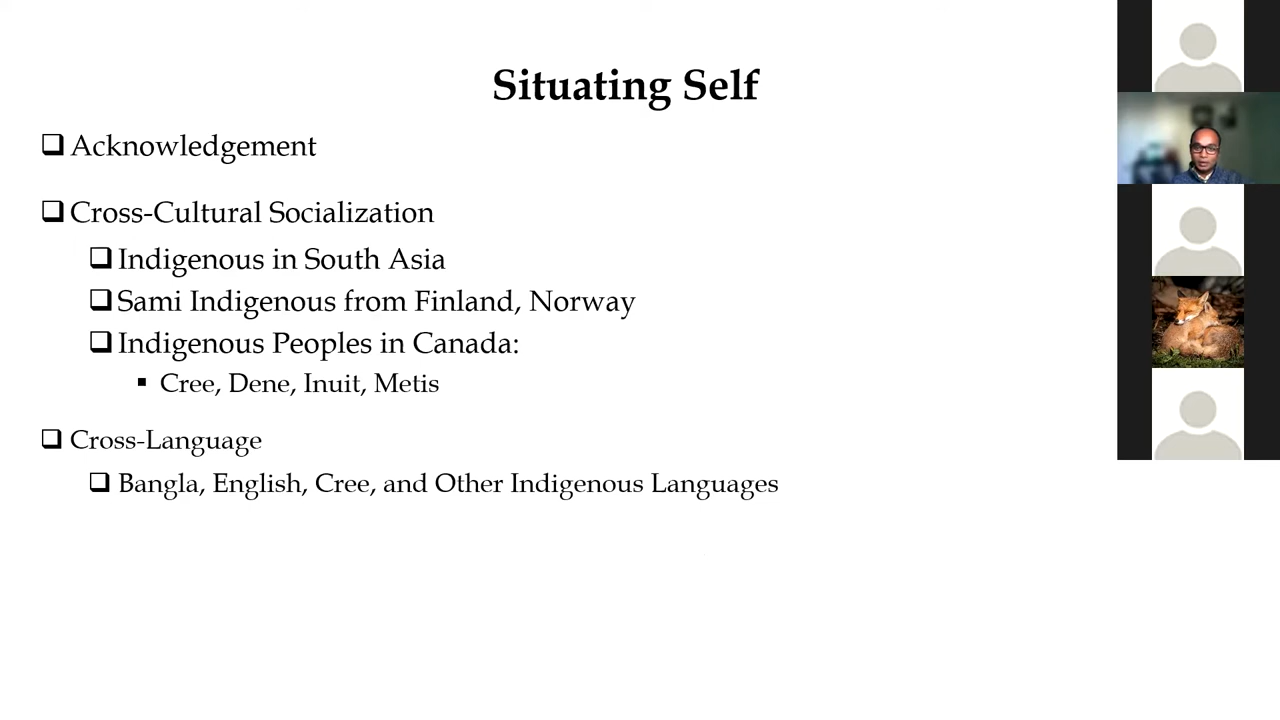 Situating Self
Acknowledgement
Cross-Cultural Socialization
Indigenous in South Asia
Sami Indigenous from Finland, Norway
Indigenous Peoples in Canada:
Cree, Dene, Inuit, Metis
Cross-Language
Bangla, English, Cree, and Other Indigenous Languages